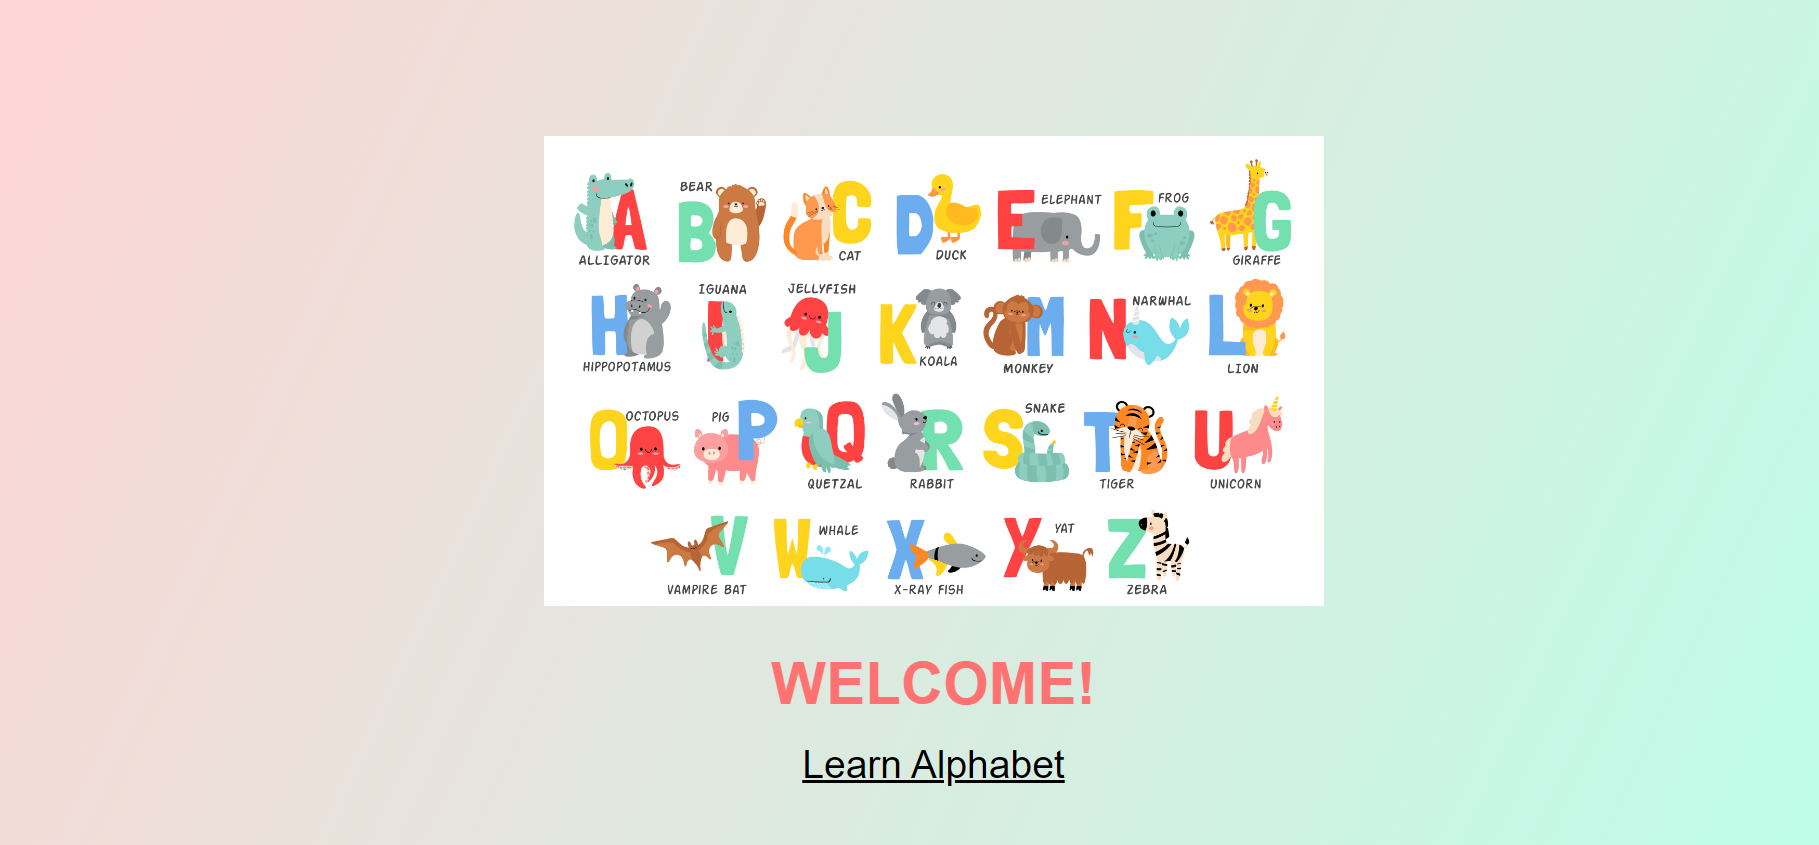 A ALLIGATOR
BEAR B
C CAT
D DUCK
E ELEPHANT
F FROG
G GIRAFFE
H HIPPOPOTAMUS
IGUANA I
JELLYFISH J
K KOALA
M MONKEY
N NARWHAL
L LION
O OCTOPUS
PIG P
Q QUETZAL
R RABBIT
S SNAKE
T TIGER
U UNICORN
V VAMPIRE BAT
W WHALE
X X-RAY FISH
Y YAT
Z ZEBRA
WELCOME!
Learn Alphabet